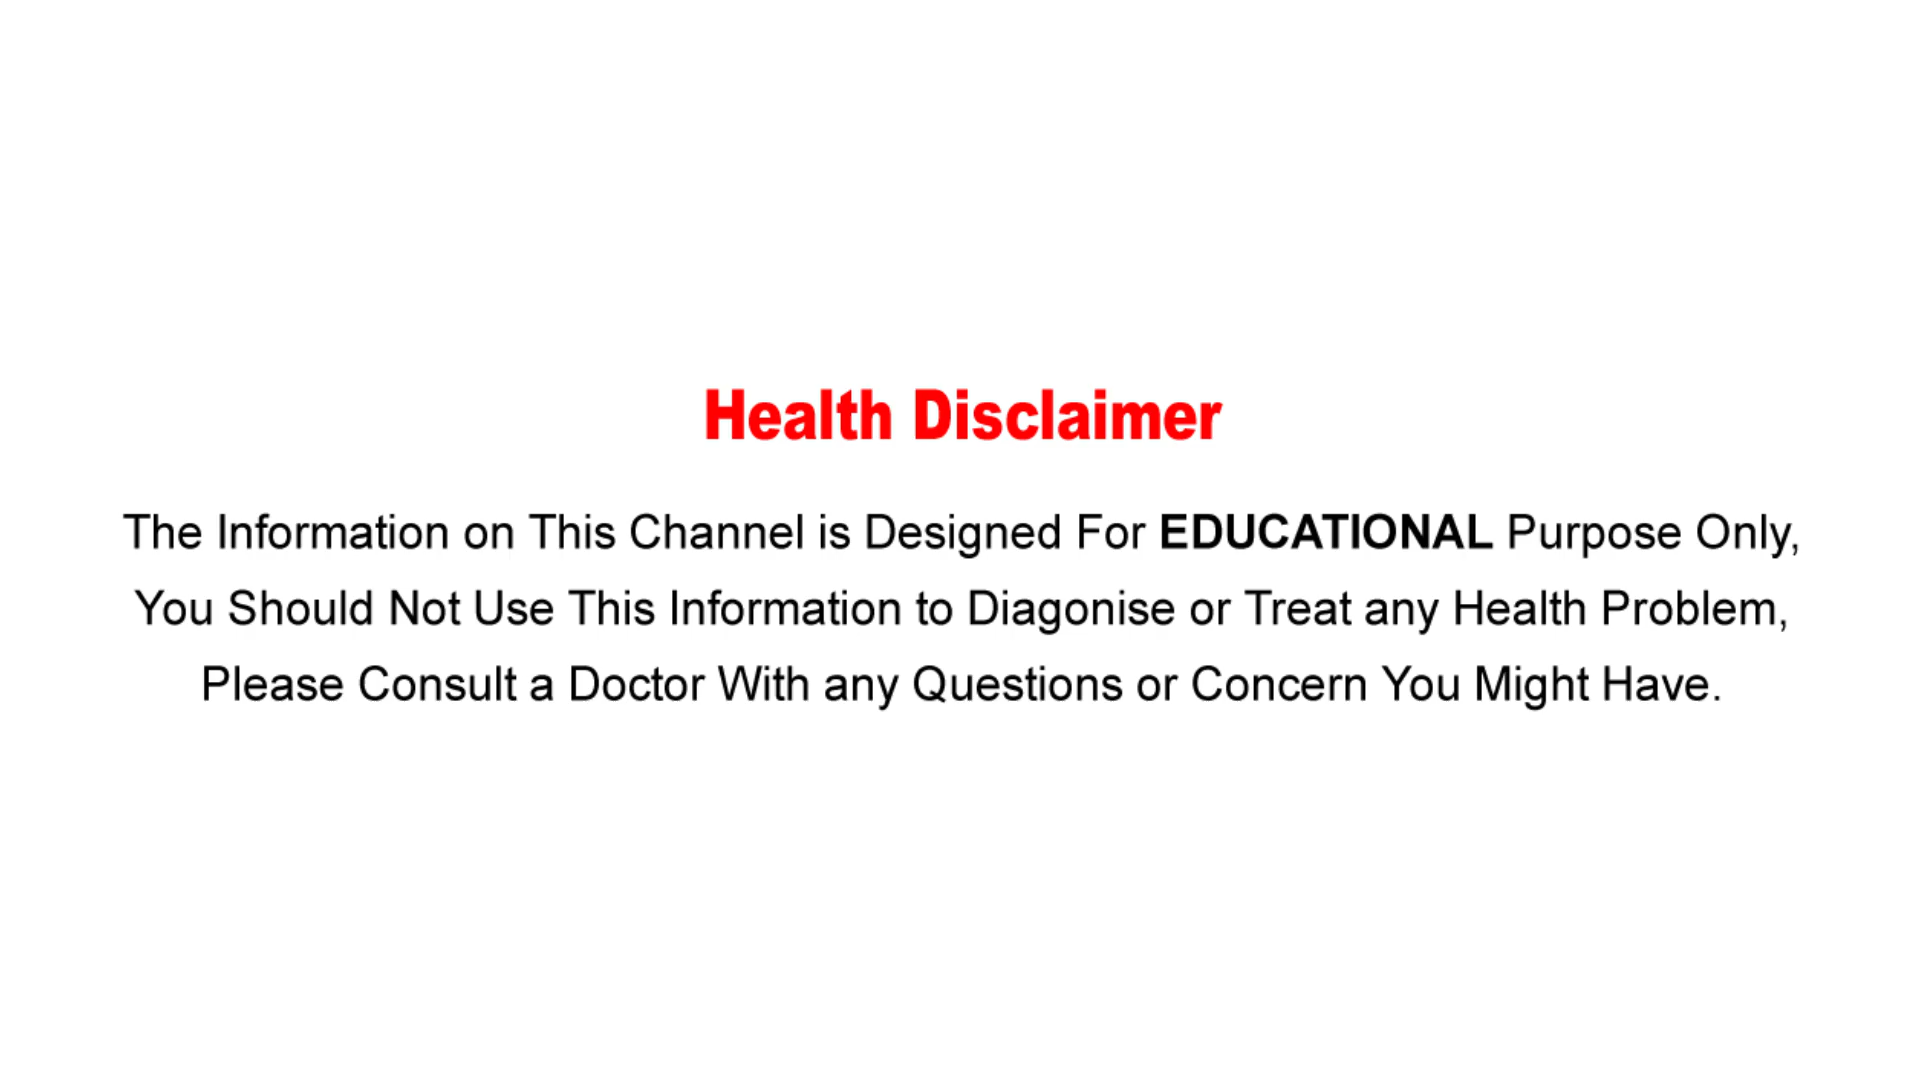 Health Disclaimer
The Information on This Channel is Designed For EDUCATIONAL Purpose Only,
You Should Not Use This Information to Diagonise or Treat any Health Problem,
Please Consult a Doctor With any Questions or Concern You Might Have.